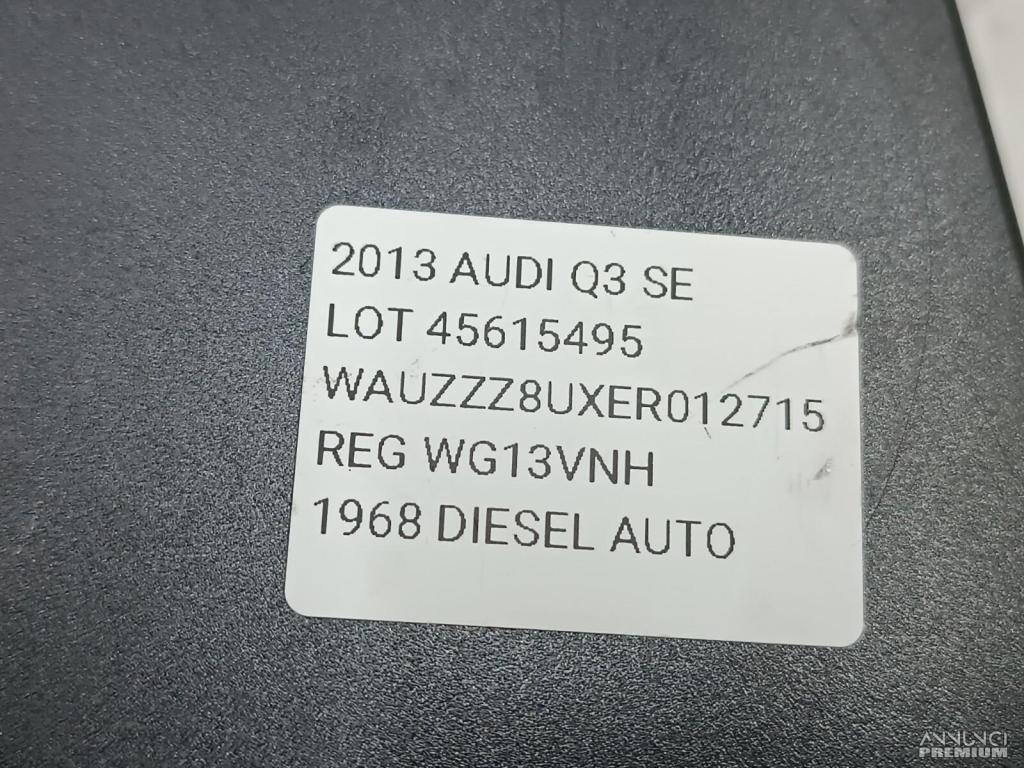 2013 AUDI Q3 SE
LOT 45615495
WAUZZZ8UXER012715
REG WG13VNH
1968 DIESEL AUTO
ANNUNCI
PREMIUM